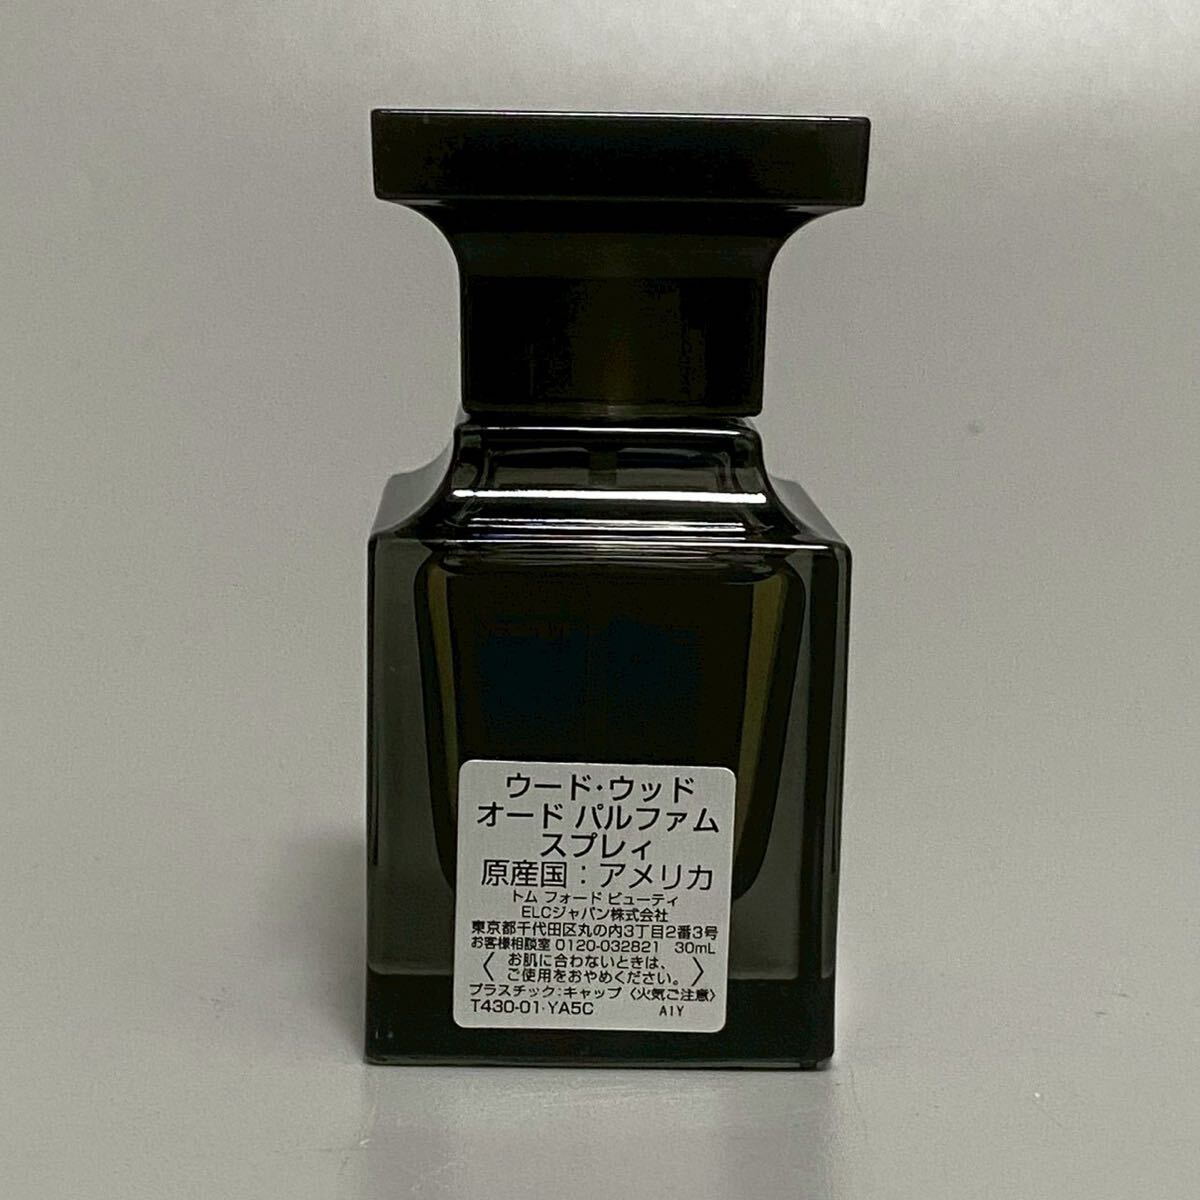 ウード・ウッド
オード パルファム
スプレィ
原産国：アメリカ
トム フォード ビューティ
ELCジャパン株式会社
東京都千代田区丸の内3丁目2番3号
お客様相談室 0120-032821 30mL
〈お肌に合わないときは、
ご使用をおやめください。〉
プラスチック:キャップ〈火気ご注意〉
T430-01・YA5C A1Y